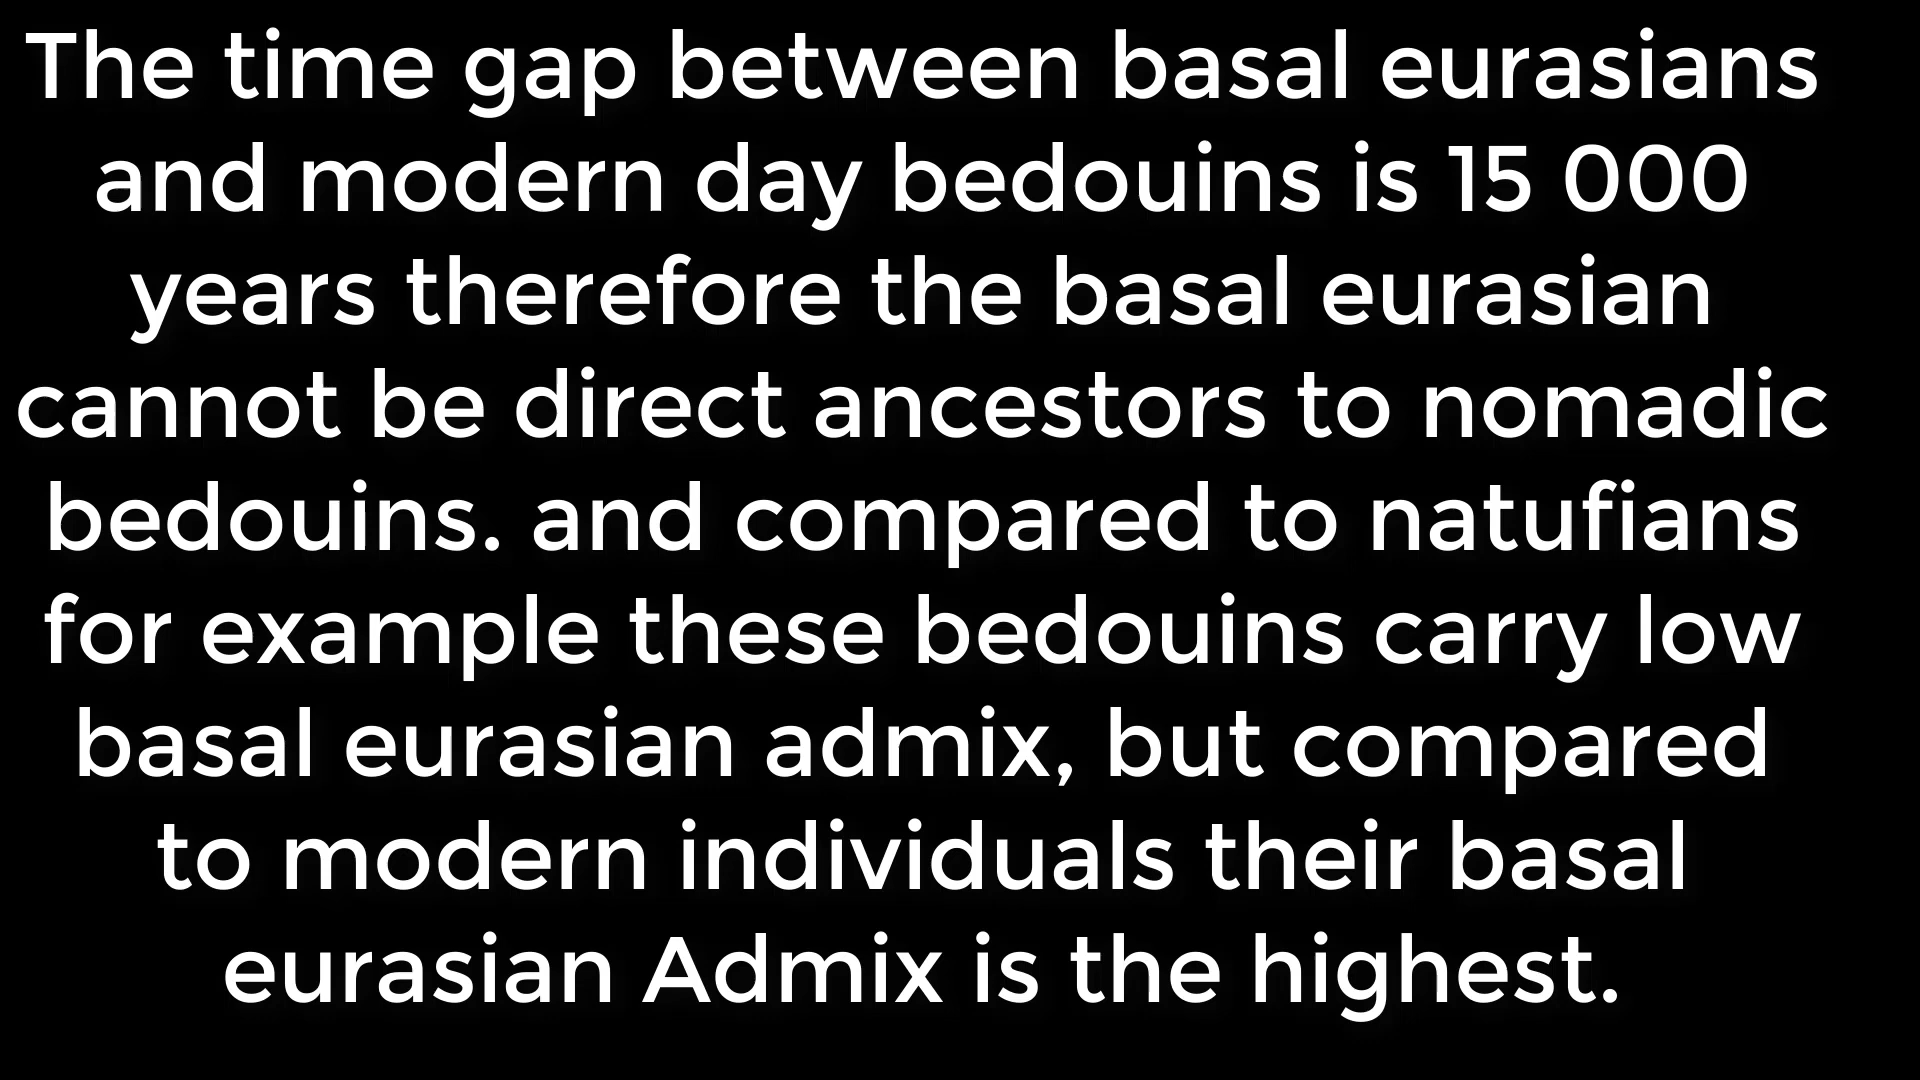 The time gap between basal eurasians
and modern day bedouins is 15 000
years therefore the basal eurasian
cannot be direct ancestors to nomadic
bedouins. and compared to natufians
for example these bedouins carry low
basal eurasian admix, but compared
to modern individuals their basal
eurasian Admix is the highest.